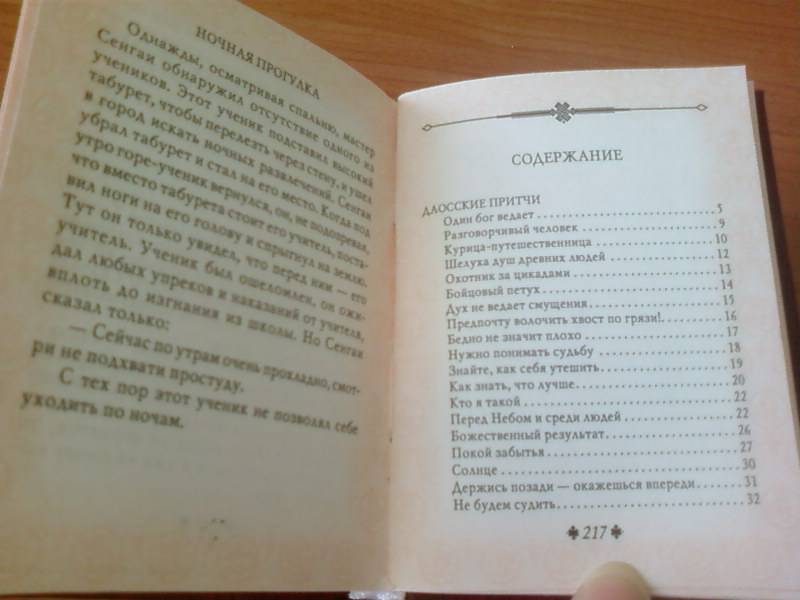 НОЧНАЯ ПРОГУЛКА
Однажды, осматривая спальню, мастер
Сенгаи обнаружил отсутствие одного из
учеников. Этот ученик подставил высокий
табурет, чтобы перелезть через стену, и ушел
в город искать ночных развлечений. Сенгаи
убрал табурет и стал на его место. Когда под
утро горе-ученик вернулся, он, не подозревая,
что вместо табурета стоит его учитель, поста-
вил ноги на его голову и спрыгнул на землю.
Тут он только увидел, что перед ним — его
учитель. Ученик был ошеломлен, он ожи-
дал любых упреков и наказаний от учителя,
вплоть до изгнания из школы. Но Сенгаи
сказал только:
— Сейчас по утрам очень прохладно, смот-
ри не подхвати простуду.
С тех пор этот ученик не позволял себе
уходить по ночам.
СОДЕРЖАНИЕ
ДАОССКИЕ ПРИТЧИ
Один бог ведает 5
Разговорчивый человек 9
Курица-путешественница 10
Шелуха душ древних людей 12
Охотник за цикадами 13
Бойцовый петух 14
Дух не ведает смущения 15
Предпочту волочить хвост по грязи! 16
Бедно не значит плохо 17
Нужно понимать судьбу 18
Знайте, как себя утешить 19
Как знать, что лучше 20
Кто я такой 22
Перед Небом и среди людей 22
Божественный результат 26
Покой забытья 27
Солнце 30
Держись позади — окажешься впереди 31
Не будем судить 32
217